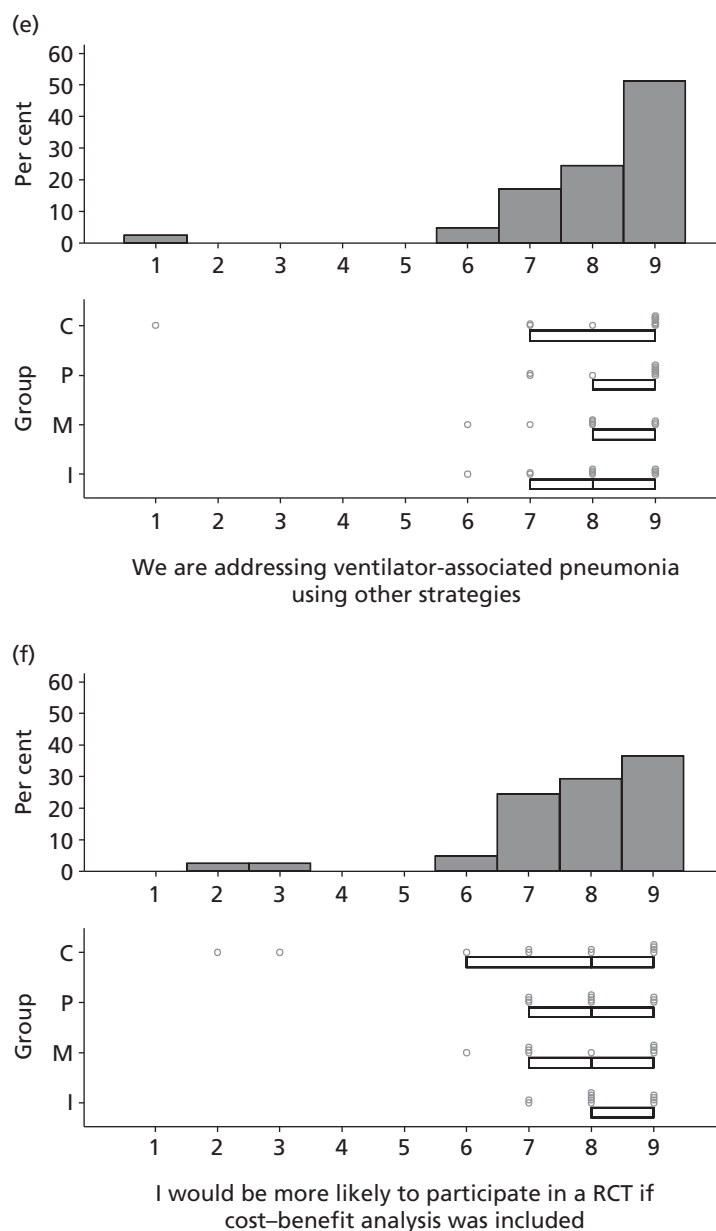 (e)
60
50
40
30
20
10
0
Per cent
1 2 3 4 5 6 7 8 9
C
P
M
I
Group
1 2 3 4 5 6 7 8 9
We are addressing ventilator-associated pneumonia
using other strategies
(f)
60
50
40
30
20
10
0
Per cent
1 2 3 4 5 6 7 8 9
C
P
M
I
Group
1 2 3 4 5 6 7 8 9
I would be more likely to participate in a RCT if
cost–benefit analysis was included